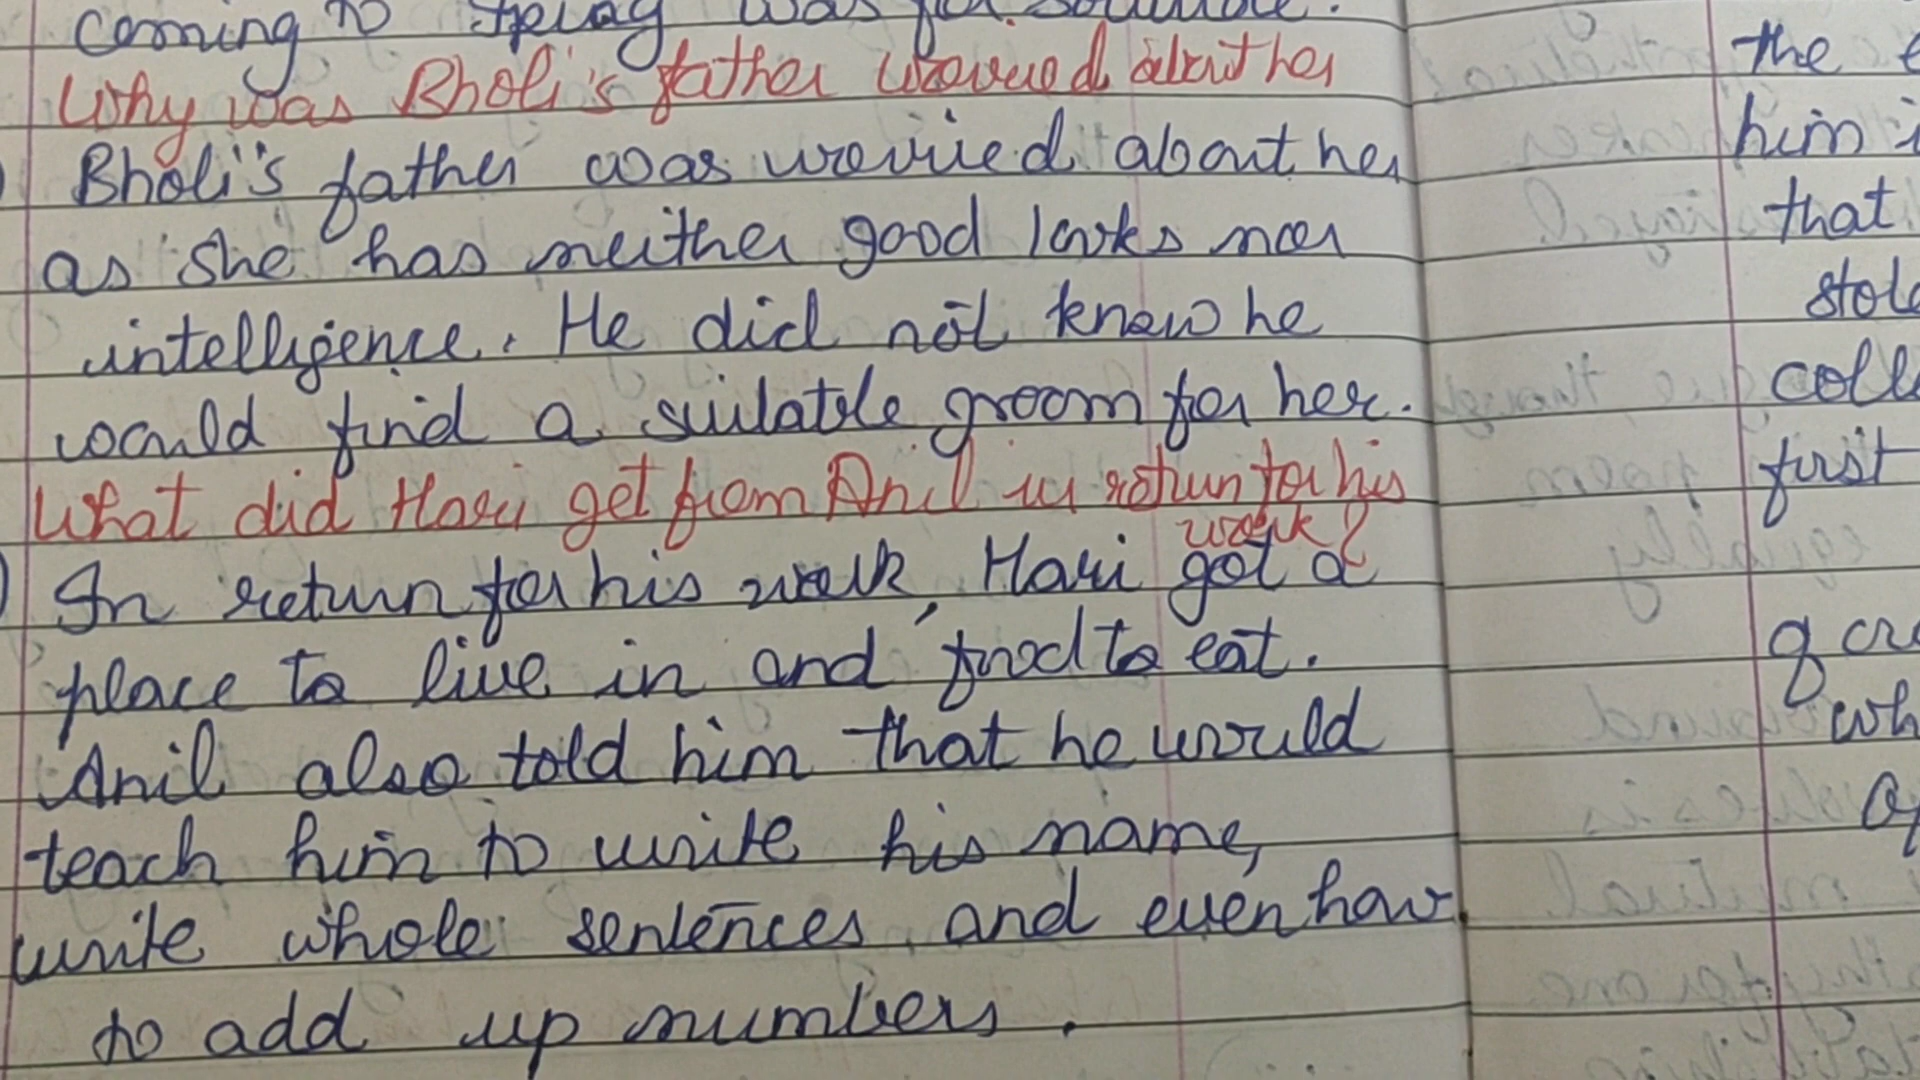 coming to
Why was Bholi's father worried about her
Bholi's father was worried about her
as she has neither good looks nor
intelligence. He did not know he
would find a suitable groom for her.
What did Hari get from Anil in return for his
work?
In return for his work, Hari got a
place to live in and food to eat.
Anil also told him that he would
teach him to write his name,
write whole sentences and even how
to add up numbers.
the
him
that
stole
colle
first
wh